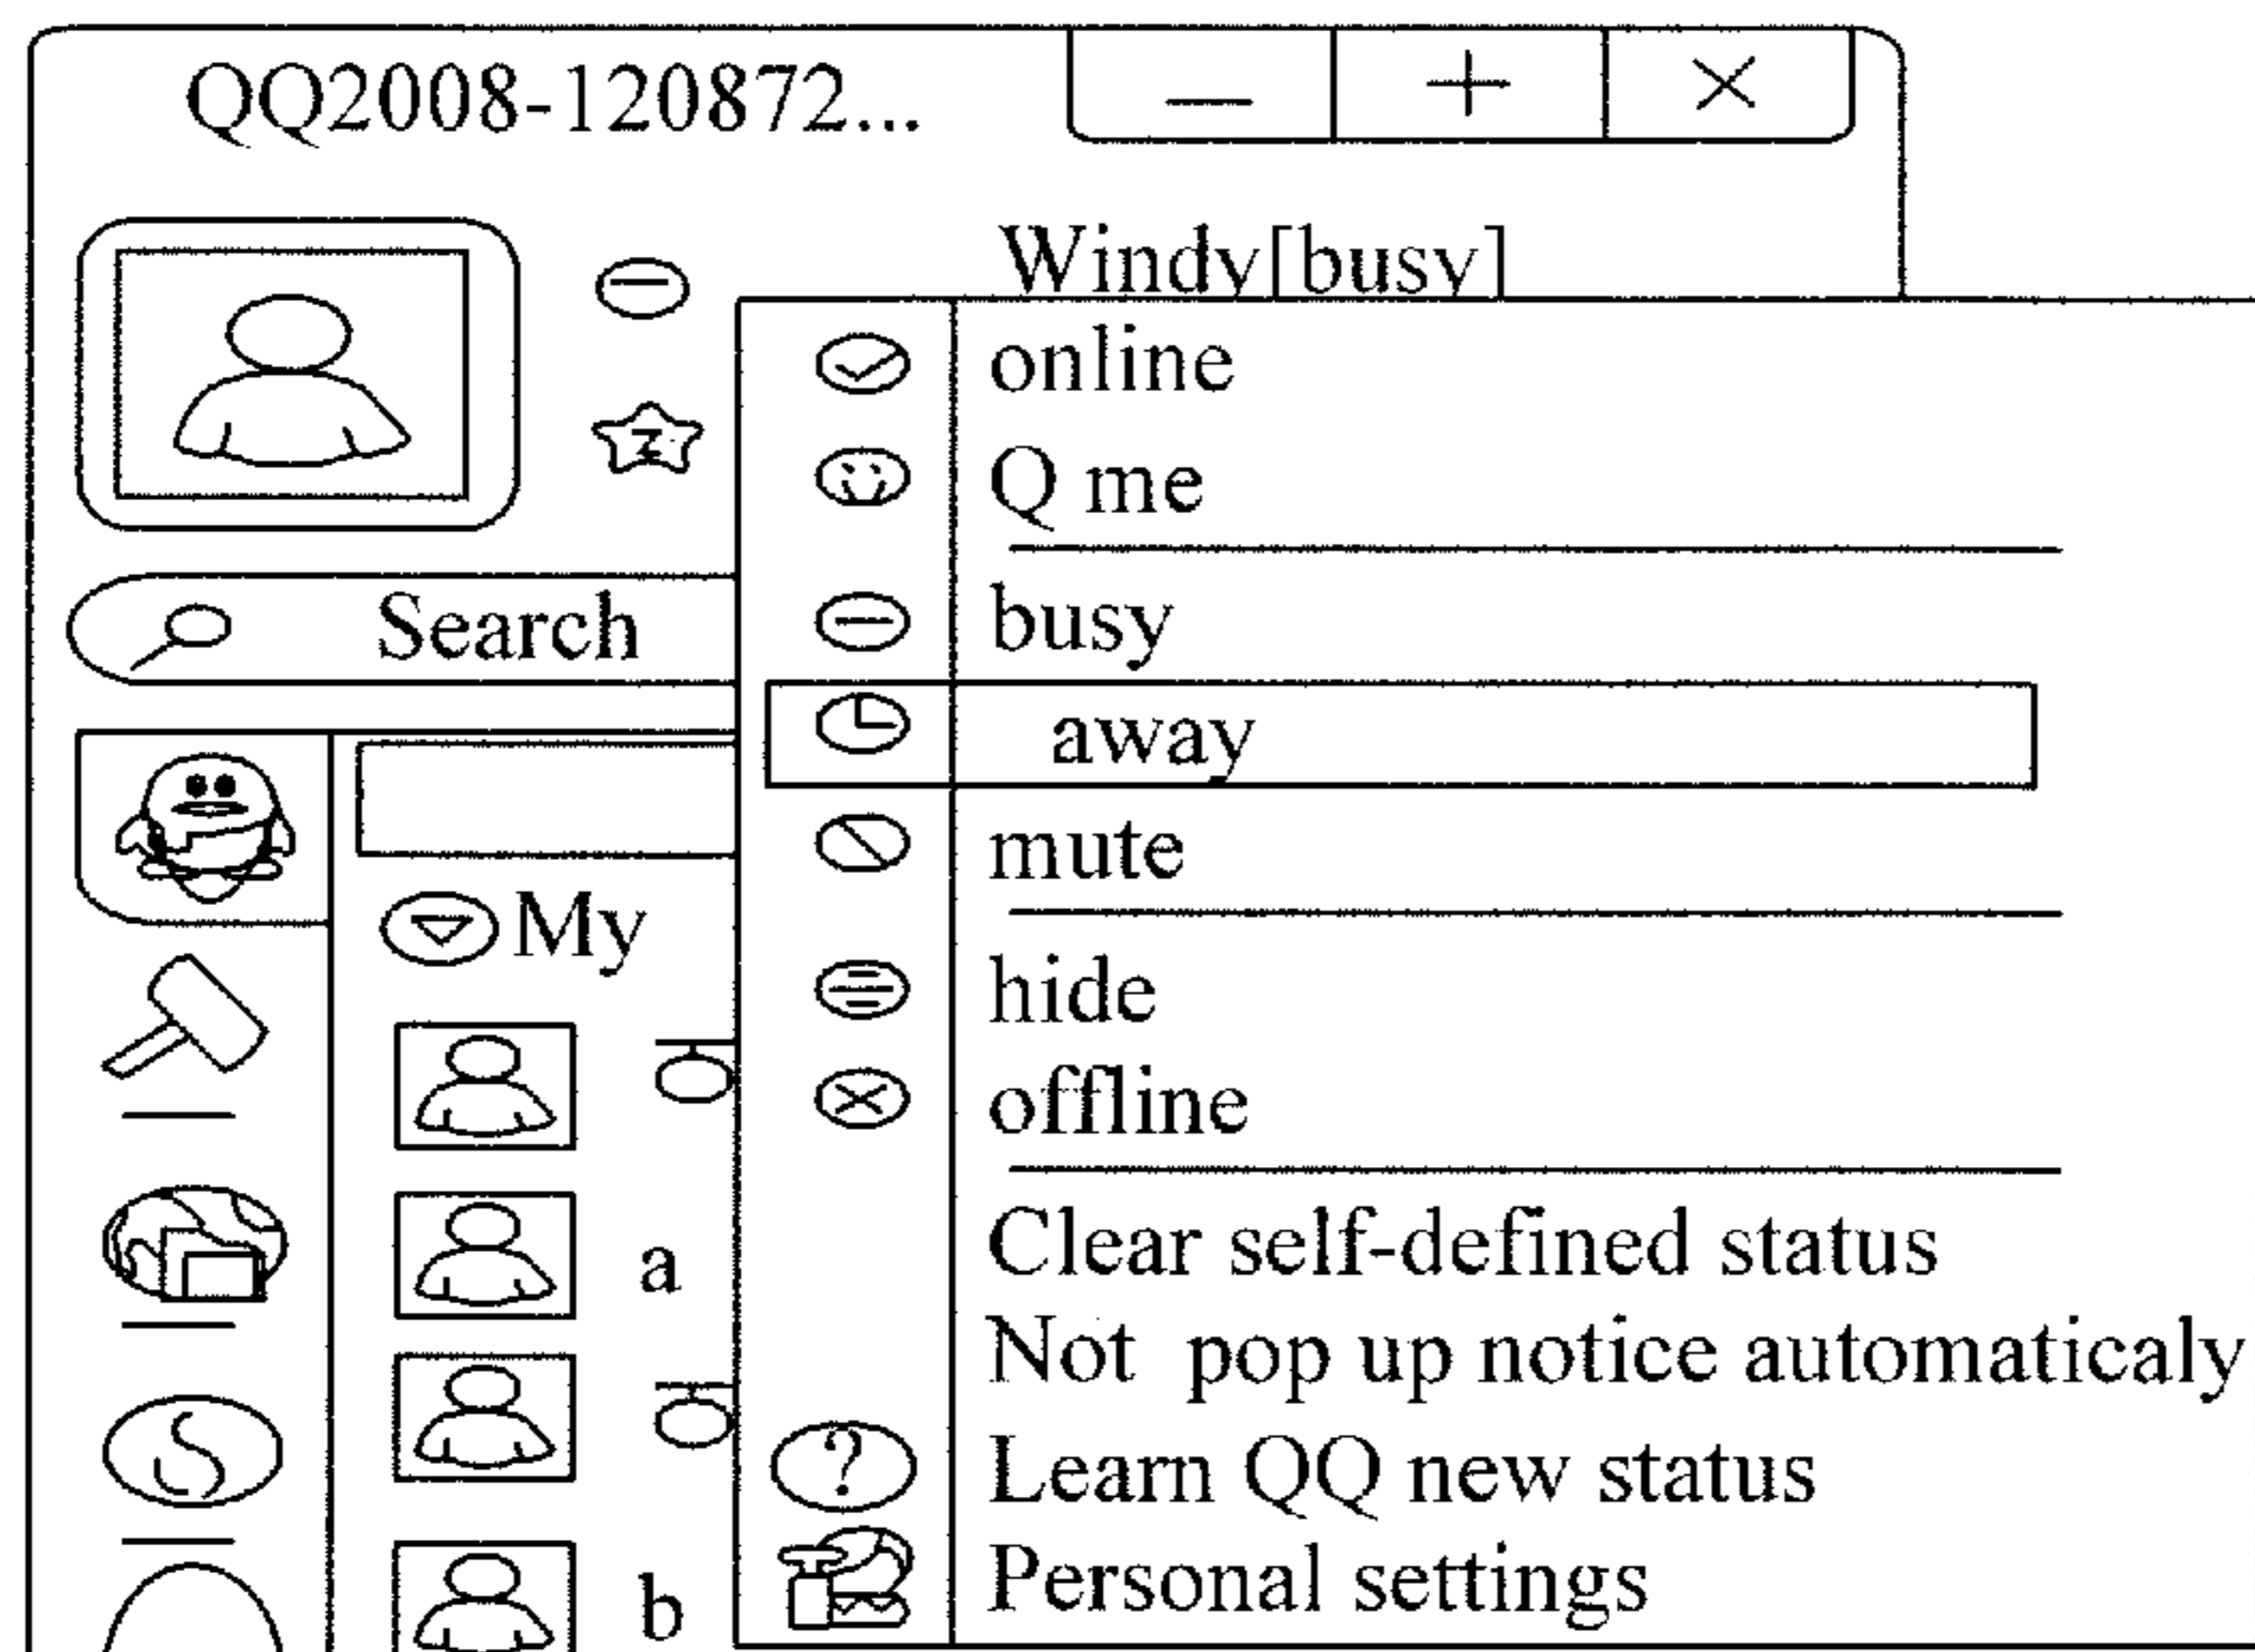 QQ2008-120872...
Windy[busy]
online
Q me
Search
busy
away
mute
My
hide
offline
a
Clear self-defined status
Not pop up notice automaticaly
Learn QQ new status
Personal settings
b